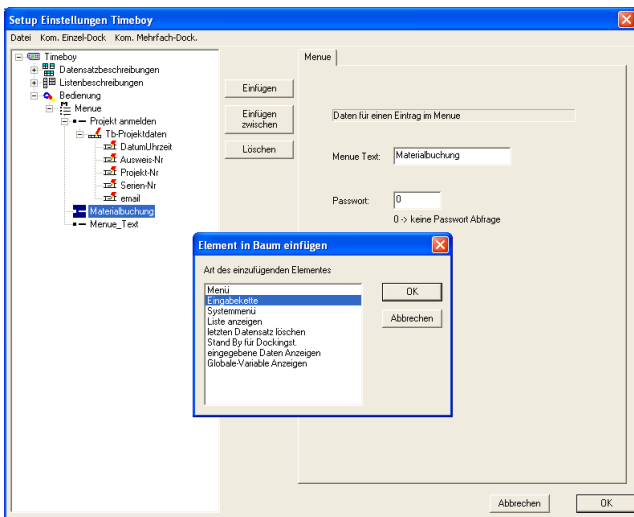 Setup Einstellungen Timeboy
Datei Kom. Einzel-Dock Kom. Mehrfach-Dock.
Timeboy
Datensatzbeschreibungen
Listenbeschreibungen
Bedienung
Menue
Projekt anmelden
Tb-Projektdaten
DatumUhrzeit
Ausweis-Nr
Projekt-Nr
Serien-Nr
email
Materialbuchung
Menue_Text
Einfügen
Einfügen
zwischen
Löschen
Menue
Daten für einen Eintrag im Menue
Menue Text: Materialbuchung
Passwort: 0
0 -> keine Passwort Abfrage
Element in Baum einfügen
Art des einzufügenden Elementes
Menü
Eingabekette
Systemmenü
Liste anzeigen
letzten Datensatz löschen
Stand By für Dockingst.
eingegebene Daten Anzeigen
Globale-Variable Anzeigen
OK
Abbrechen
Abbrechen OK